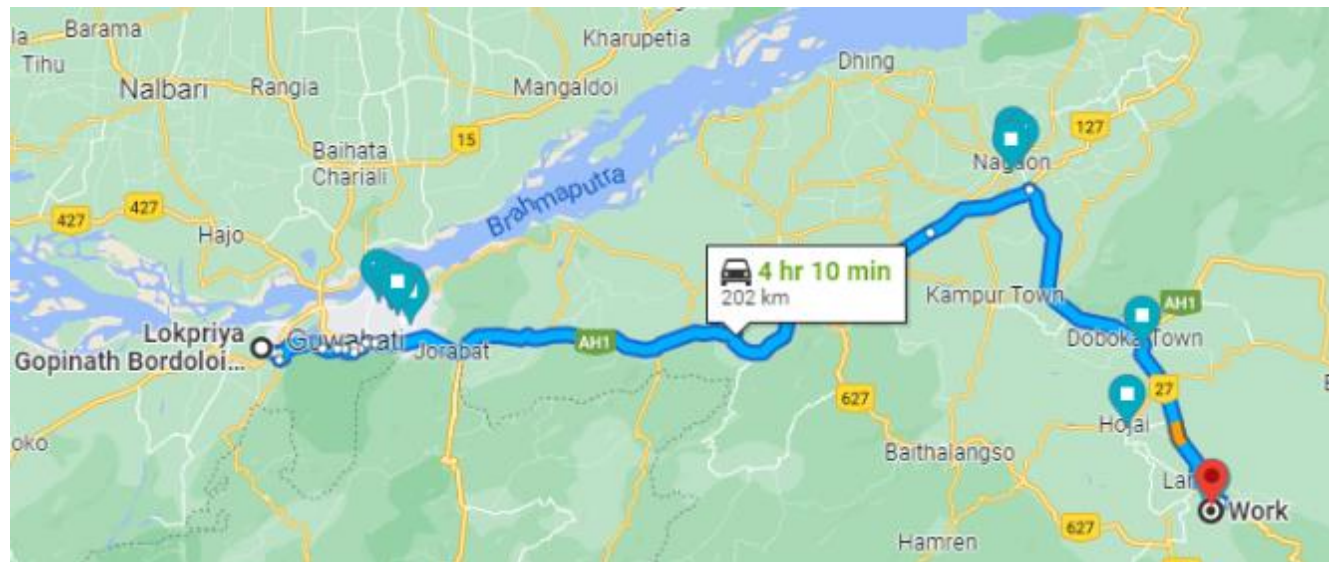 Barama
Tihu
Nalbari
Rangia
Kharupetia
Mangaldoi
Dhing
15
127
Baihata
Chariali
Nagaon
Brahmaputra
427
427
Hajo
4 hr 10 min
202 km
Kampur Town
AH1
Lokpriya
Gopinath Bordoloi...
Guwahati
Jorabat
AH1
Doboka Town
627
27
Hojai
Baithalangso
Work
627
Hamren